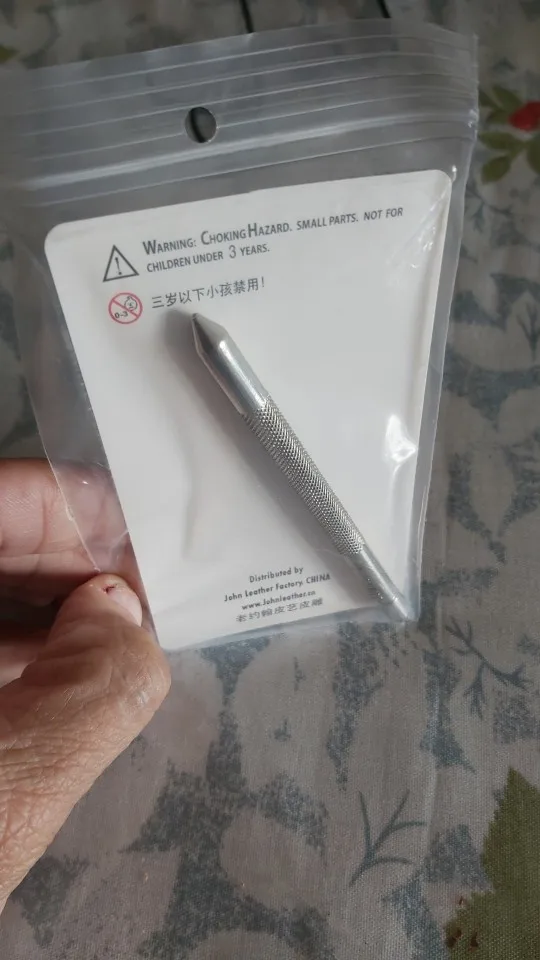 WARNING: CHOKING HAZARD. SMALL PARTS. NOT FOR
CHILDREN UNDER 3 YEARS.
0-3
三岁以下小孩禁用!
Distributed by
John Leather Factory. CHINA
www.Johnleather.cn
老约翰皮艺皮雕